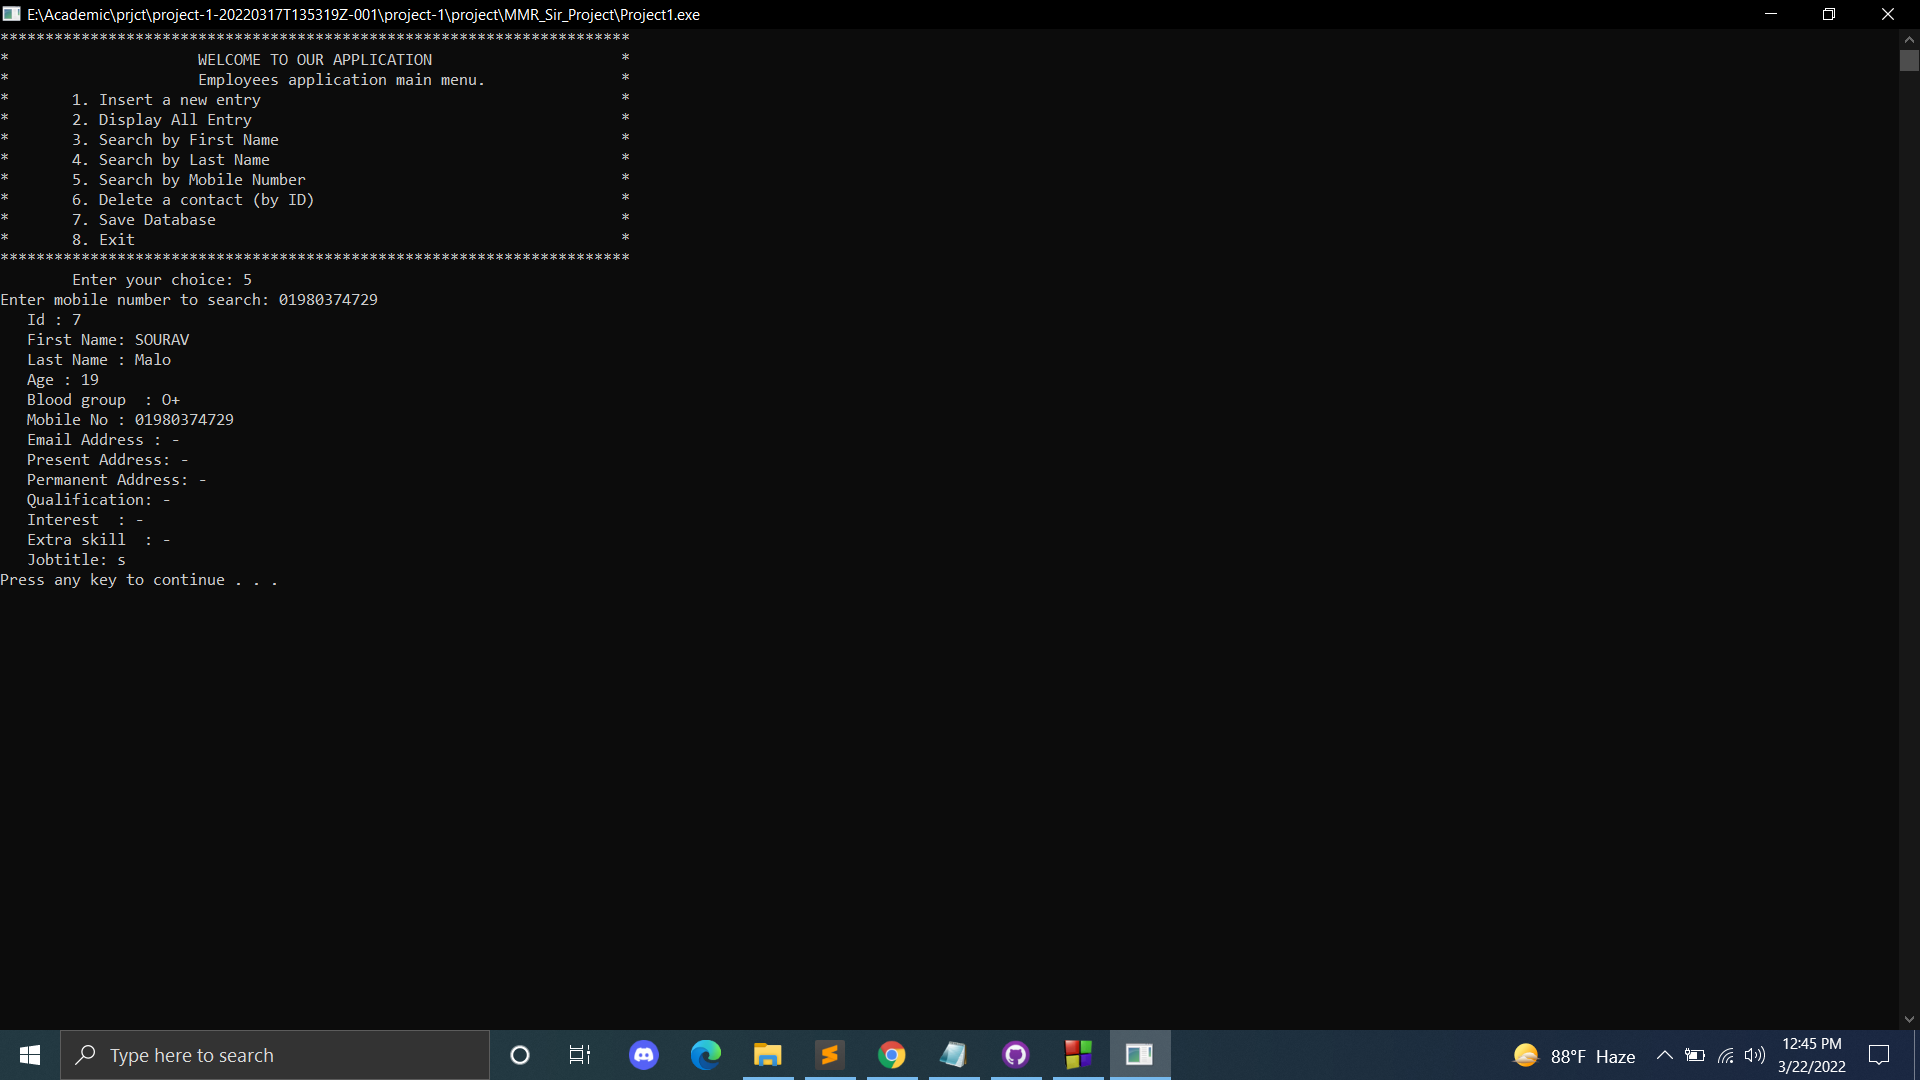 E:\Academic\prjct\project-1-20220317T135319Z-001\project-1\project\MMR_Sir_Project\Project1.exe
**********************************************************************
*                     WELCOME TO OUR APPLICATION                     *
*                     Employees application main menu.               *
*       1. Insert a new entry                                        *
*       2. Display All Entry                                         *
*       3. Search by First Name                                      *
*       4. Search by Last Name                                       *
*       5. Search by Mobile Number                                   *
*       6. Delete a contact (by ID)                                  *
*       7. Save Database                                             *
*       8. Exit                                                      *
**********************************************************************
        Enter your choice: 5
Enter mobile number to search: 01980374729
   Id : 7
   First Name: SOURAV
   Last Name : Malo
   Age : 19
   Blood group  : O+
   Mobile No : 01980374729
   Email Address : -
   Present Address: -
   Permanent Address: -
   Qualification: -
   Interest  : -
   Extra skill  : -
   Jobtitle: s
Press any key to continue . . .
Type here to search
88°F Haze
12:45 PM
3/22/2022